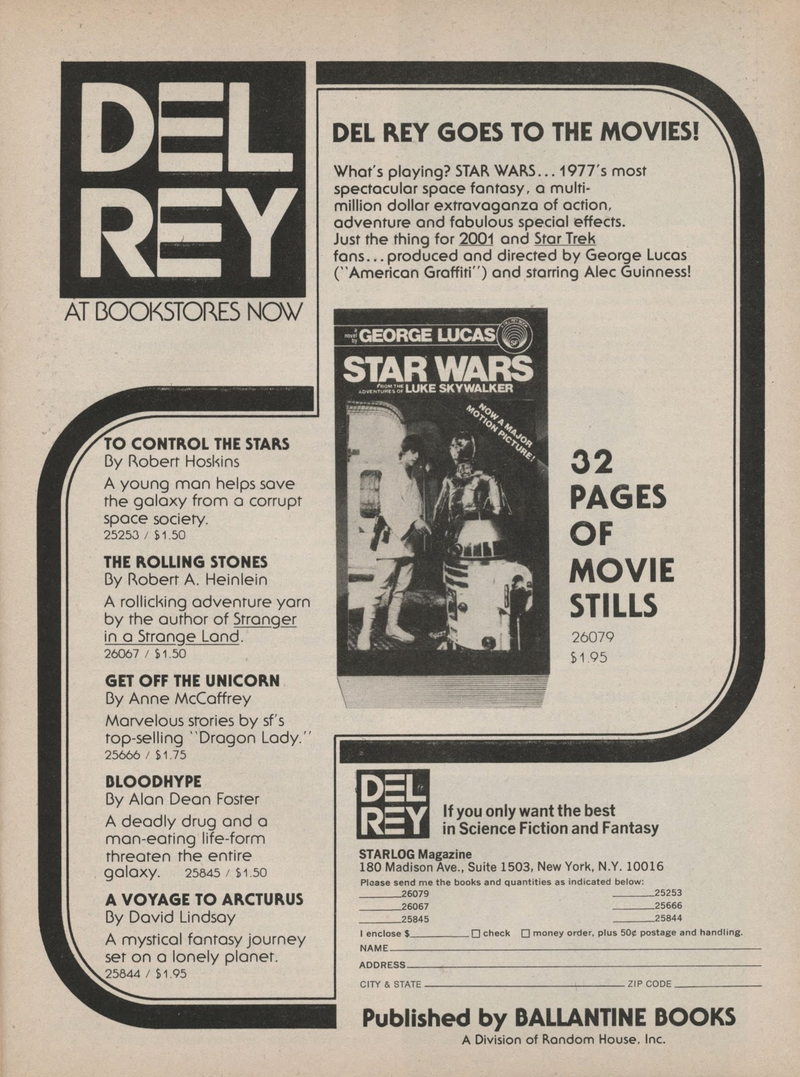 DEL
REY
AT BOOKSTORES NOW
DEL REY GOES TO THE MOVIES!
What's playing? STAR WARS... 1977's most
spectacular space fantasy, a multi-
million dollar extravaganza of action,
adventure and fabulous special effects.
Just the thing for 2001 and Star Trek
fans... produced and directed by George Lucas
("American Graffiti") and starring Alec Guinness!
a novel by GEORGE LUCAS
STAR WARS
FROM THE
ADVENTURES OF LUKE SKYWALKER
NOW A MAJOR
MOTION PICTURE!
32
PAGES
OF
MOVIE
STILLS
26079
$1.95
TO CONTROL THE STARS
By Robert Hoskins
A young man helps save
the galaxy from a corrupt
space society.
25253 / $1.50
THE ROLLING STONES
By Robert A. Heinlein
A rollicking adventure yarn
by the author of Stranger
in a Strange Land.
26067 / $1.50
GET OFF THE UNICORN
By Anne McCaffrey
Marvelous stories by sf's
top-selling "Dragon Lady."
25666 / $1.75
BLOODHYPE
By Alan Dean Foster
A deadly drug and a
man-eating life-form
threaten the entire
galaxy. 25845 / $1.50
A VOYAGE TO ARCTURUS
By David Lindsay
A mystical fantasy journey
set on a lonely planet.
25844 / $1.95
DEL
REY
If you only want the best
in Science Fiction and Fantasy
STARLOG Magazine
180 Madison Ave., Suite 1503, New York, N.Y. 10016
Please send me the books and quantities as indicated below:
______26079 ______25253
______26067 ______25666
______25845 ______25844
I enclose $__________ □ check □ money order, plus 50¢ postage and handling.
NAME
ADDRESS
CITY & STATE ZIP CODE
Published by BALLANTINE BOOKS
A Division of Random House, Inc.